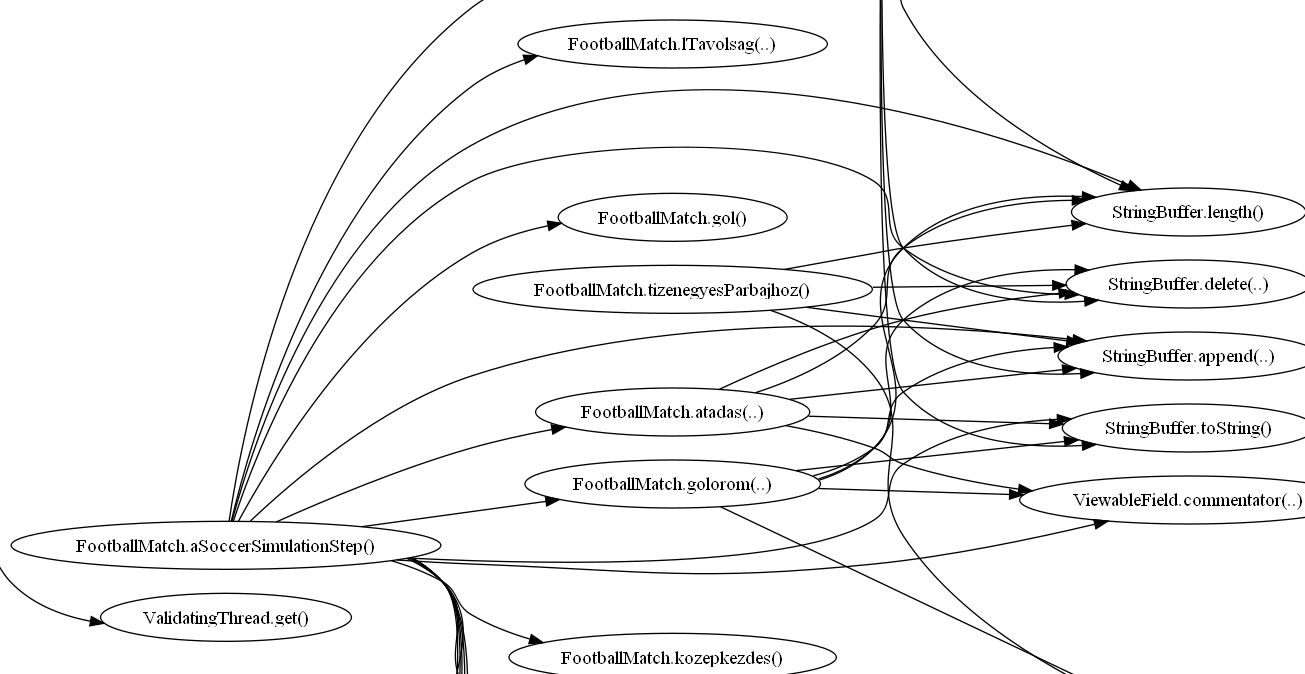 FootballMatch.lTavolsag(..)
StringBuffer.length()
FootballMatch.gol()
StringBuffer.delete(..)
FootballMatch.tizenegyesParbajhoz()
StringBuffer.append(..)
FootballMatch.atadas(..)
StringBuffer.toString()
FootballMatch.golorom(..)
ViewableField.commentator(..)
FootballMatch.aSoccerSimulationStep()
ValidatingThread.get()
FootballMatch.kozepkezdes()